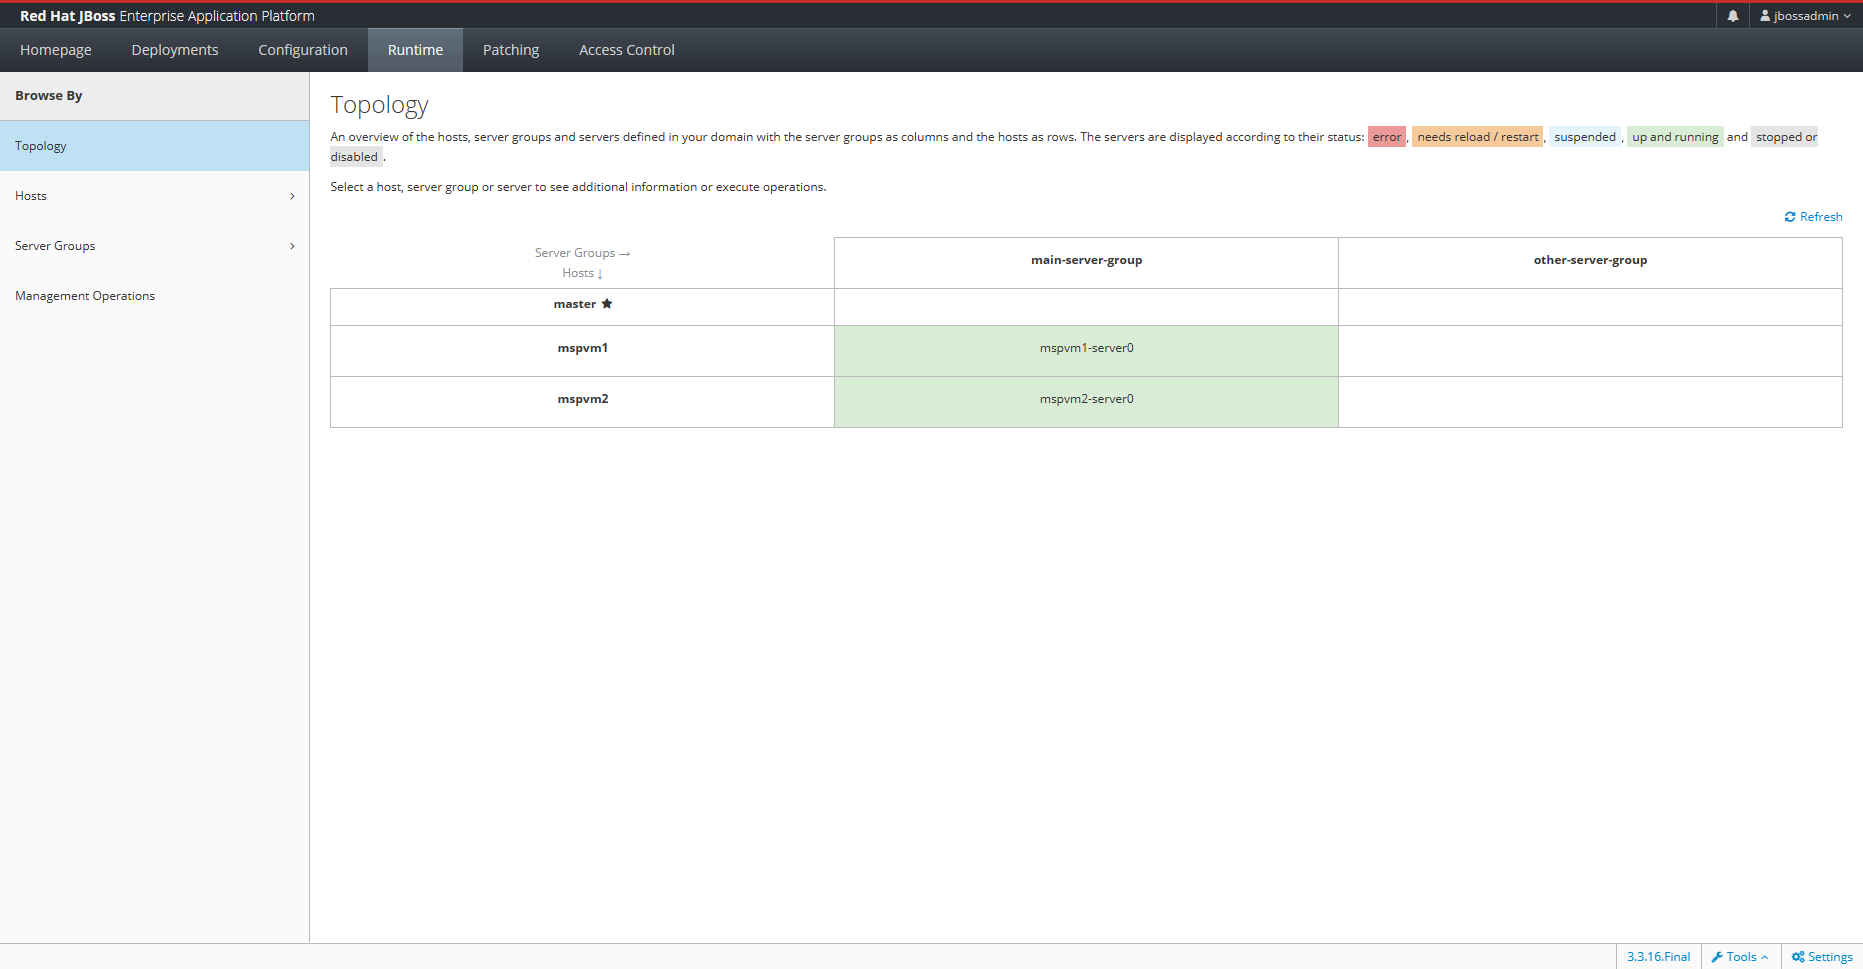 Red Hat JBoss Enterprise Application Platform
jbossadmin
Homepage Deployments Configuration Runtime Patching Access Control
Browse By
Topology
Hosts
Server Groups
Management Operations
Topology
An overview of the hosts, server groups and servers defined in your domain with the server groups as columns and the hosts as rows. The servers are displayed according to their status: error, needs reload / restart, suspended, up and running and stopped or
disabled.
Select a host, server group or server to see additional information or execute operations.
Refresh
Server Groups → main-server-group other-server-group
Hosts ↓
master ★
mspvm1 mspvm1-server0
mspvm2 mspvm2-server0
3.3.16.Final Tools Settings